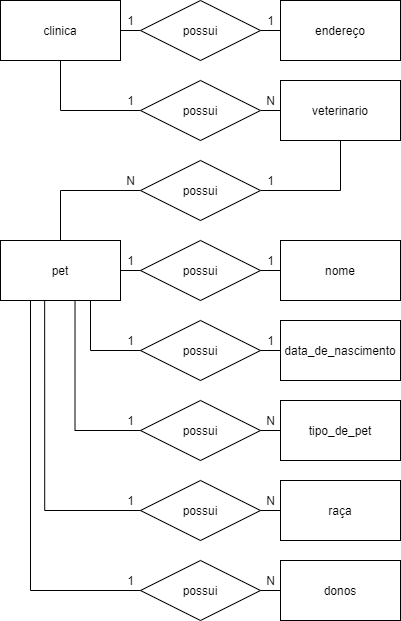 clinica 1 possui 1 endereço
1 possui N veterinario
N possui 1
pet 1 possui 1 nome
1 possui 1 data_de_nascimento
1 possui N tipo_de_pet
1 possui N raça
1 possui N donos